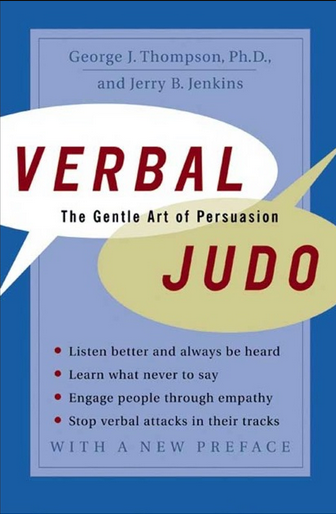 George J. Thompson, Ph.D.,
and Jerry B. Jenkins
VERBAL
The Gentle Art of Persuasion
JUDO
• Listen better and always be heard
• Learn what never to say
• Engage people through empathy
• Stop verbal attacks in their tracks
WITH A NEW PREFACE